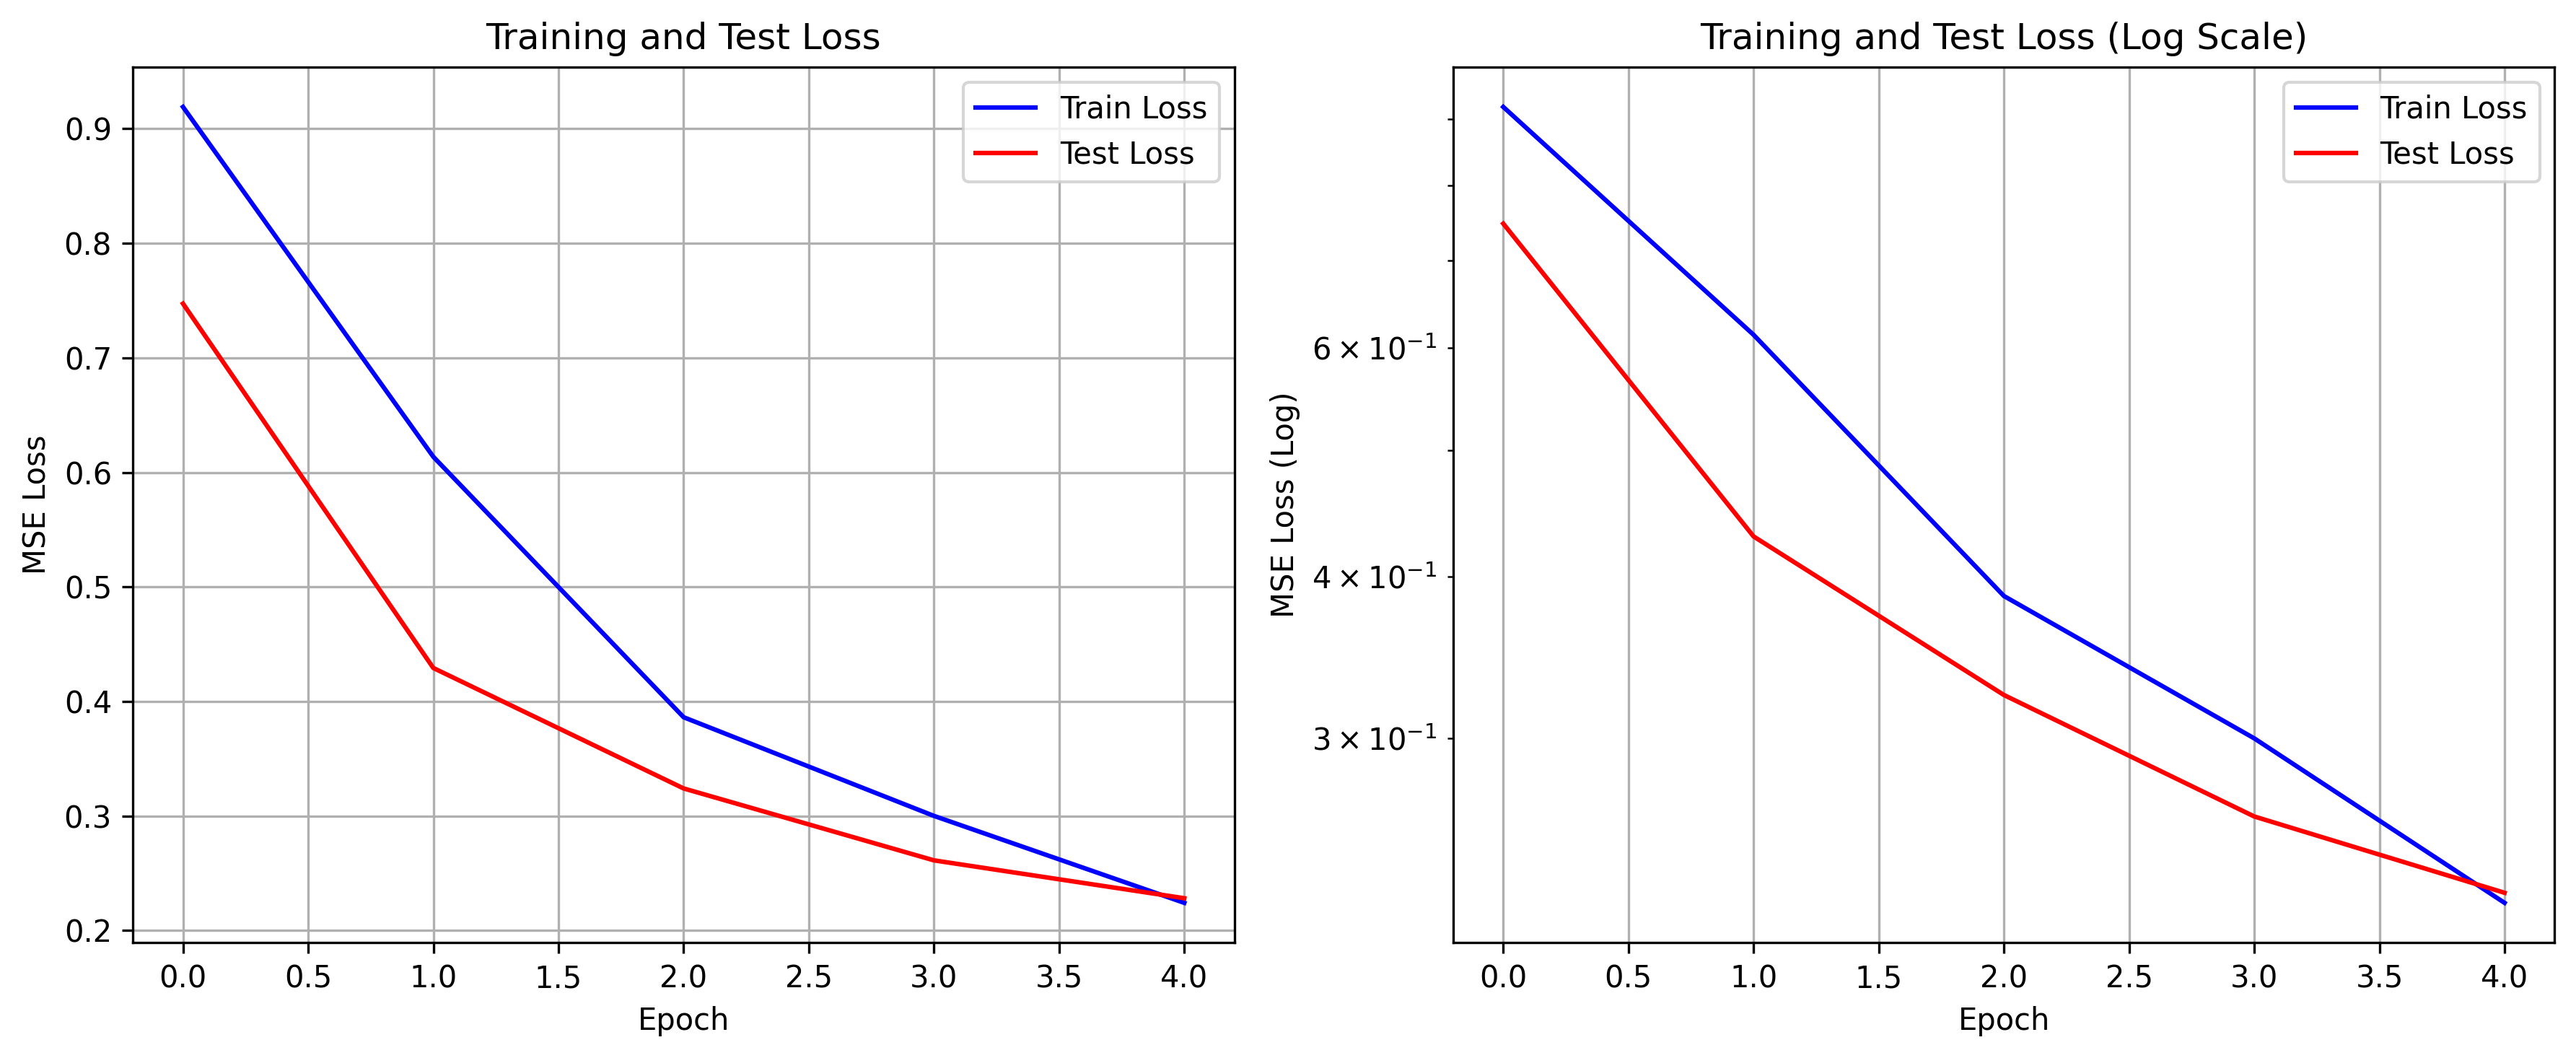 Training and Test Loss
Train Loss
Test Loss
0.9
0.8
0.7
0.6
0.5
0.4
0.3
0.2
MSE Loss
0.0 0.5 1.0 1.5 2.0 2.5 3.0 3.5 4.0
Epoch
Training and Test Loss (Log Scale)
Train Loss
Test Loss
6 × 10⁻¹
4 × 10⁻¹
3 × 10⁻¹
MSE Loss (Log)
0.0 0.5 1.0 1.5 2.0 2.5 3.0 3.5 4.0
Epoch